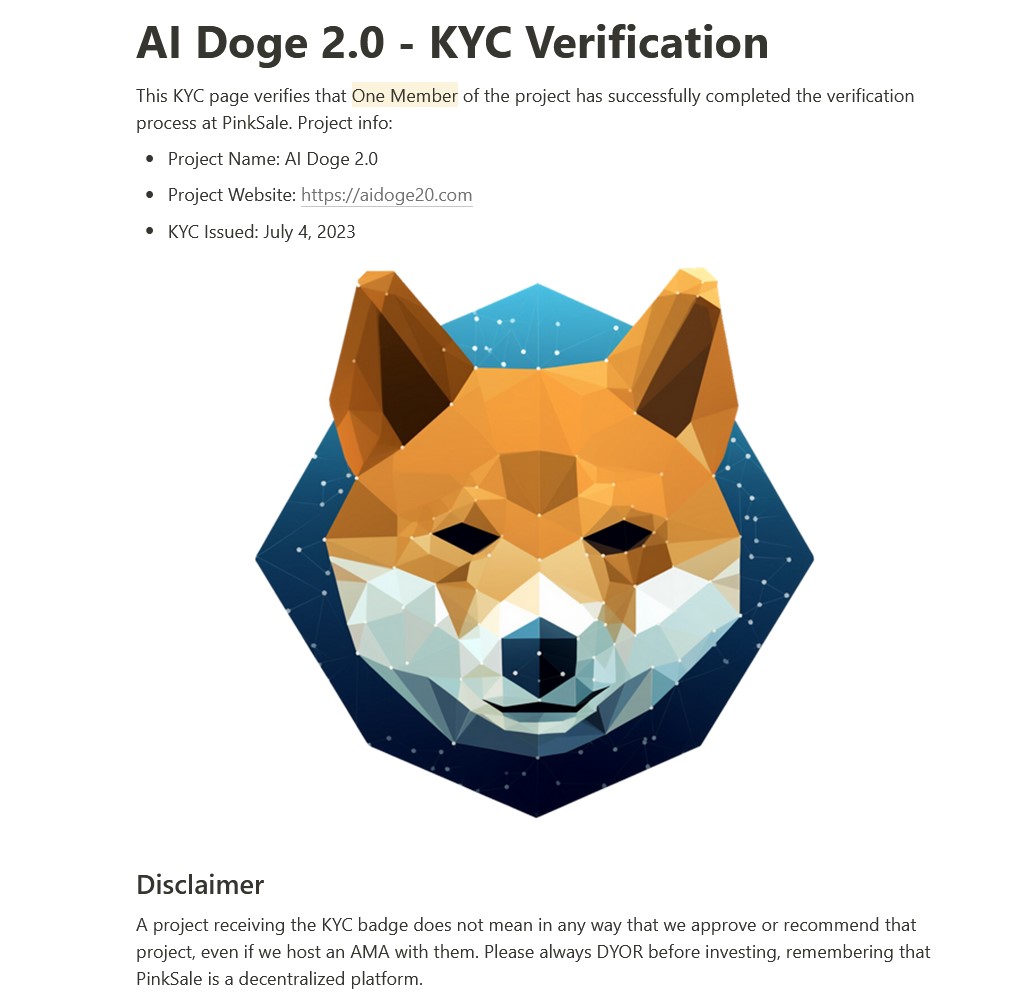 AI Doge 2.0 - KYC Verification
This KYC page verifies that One Member of the project has successfully completed the verification
process at PinkSale. Project info:
• Project Name: AI Doge 2.0
• Project Website: https://aidoge20.com
• KYC Issued: July 4, 2023
Disclaimer
A project receiving the KYC badge does not mean in any way that we approve or recommend that
project, even if we host an AMA with them. Please always DYOR before investing, remembering that
PinkSale is a decentralized platform.